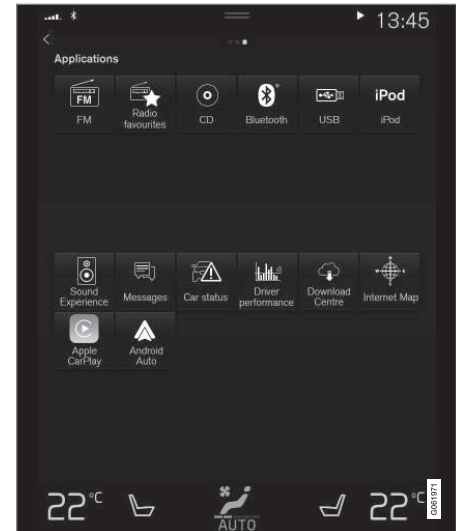 13:45
Applications
FM
FM
Radio
favourites
CD
Bluetooth
USB
iPod
iPod
Sound
Experience
Messages
Car status
Driver
performance
Download
Centre
Internet Map
Apple
CarPlay
Android
Auto
22°C
AUTO
22°C
G061971